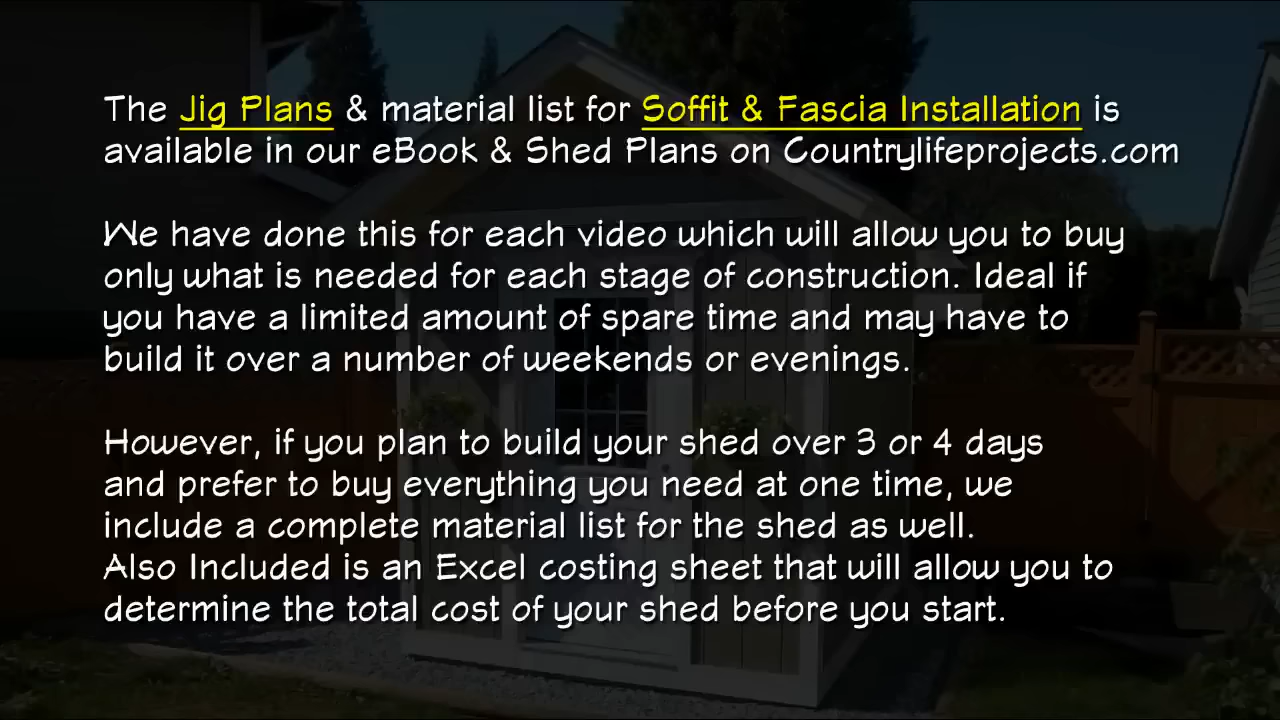 The Jig Plans & material list for Soffit & Fascia Installation is
available in our eBook & Shed Plans on Countrylifeprojects.com
We have done this for each video which will allow you to buy
only what is needed for each stage of construction. Ideal if
you have a limited amount of spare time and may have to
build it over a number of weekends or evenings.
However, if you plan to build your shed over 3 or 4 days
and prefer to buy everything you need at one time, we
include a complete material list for the shed as well.
Also Included is an Excel costing sheet that will allow you to
determine the total cost of your shed before you start.